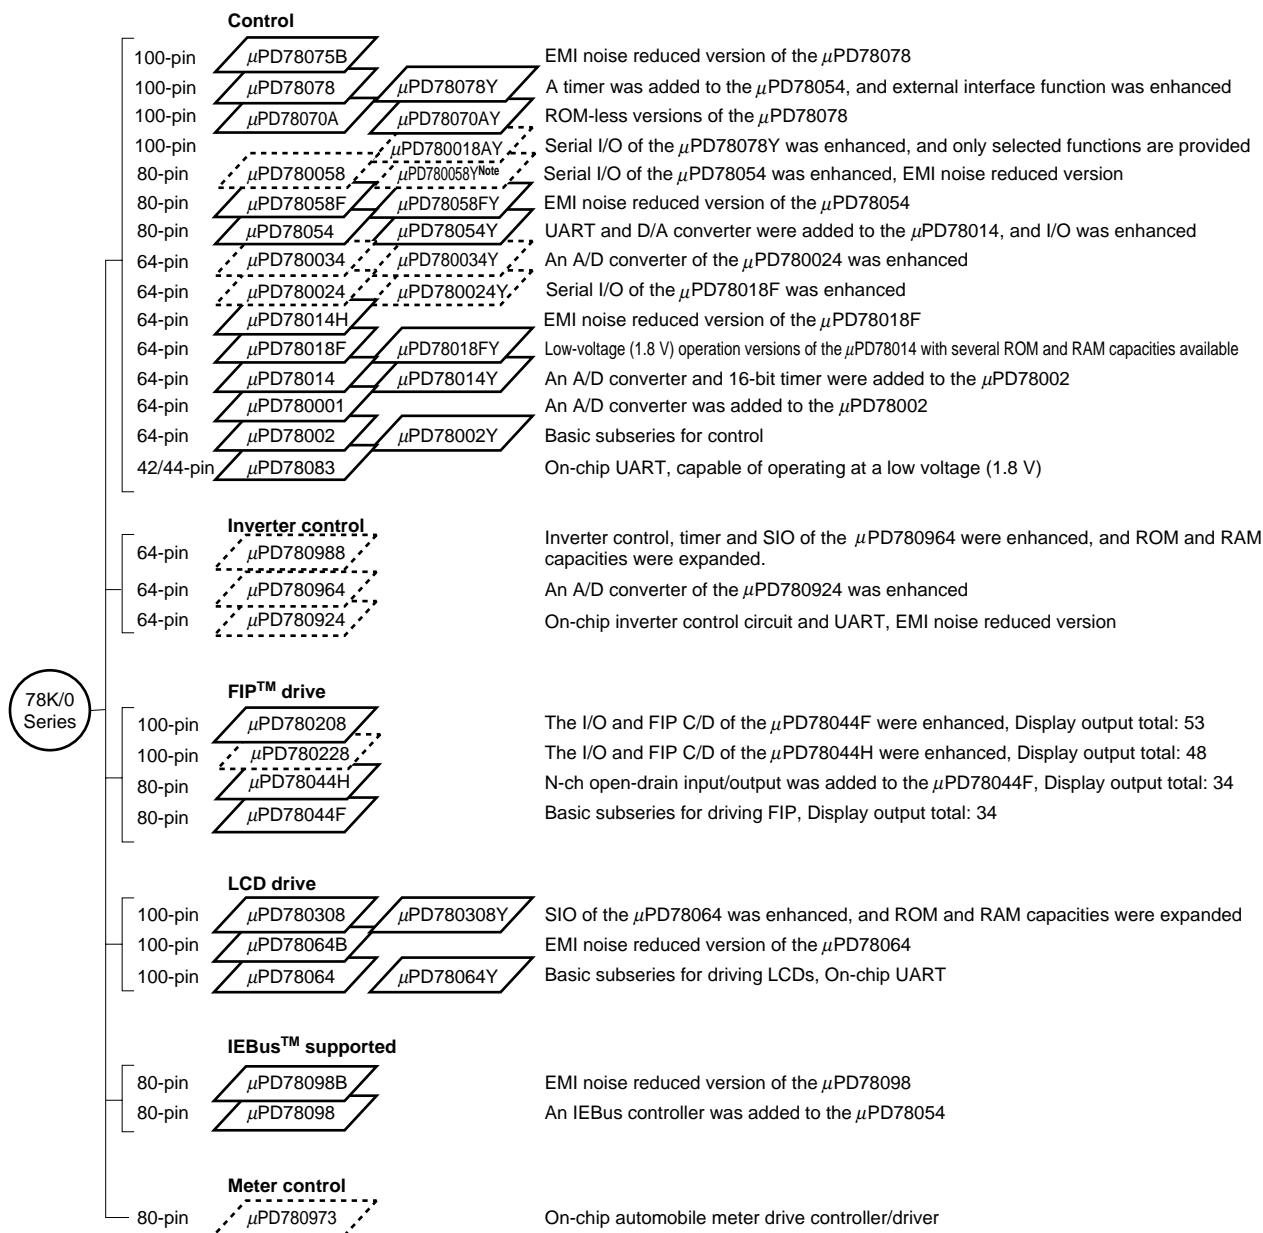 Control
100-pin μPD78075B EMI noise reduced version of the μPD78078
100-pin μPD78078 μPD78078Y A timer was added to the μPD78054, and external interface function was enhanced
100-pin μPD78070A μPD78070AY ROM-less versions of the μPD78078
100-pin μPD780018AY Serial I/O of the μPD78078Y was enhanced, and only selected functions are provided
80-pin μPD780058 μPD780058YNote Serial I/O of the μPD78054 was enhanced, EMI noise reduced version
80-pin μPD78058F μPD78058FY EMI noise reduced version of the μPD78054
80-pin μPD78054 μPD78054Y UART and D/A converter were added to the μPD78014, and I/O was enhanced
64-pin μPD780034 μPD780034Y An A/D converter of the μPD780024 was enhanced
64-pin μPD780024 μPD780024Y Serial I/O of the μPD78018F was enhanced
64-pin μPD78014H EMI noise reduced version of the μPD78018F
64-pin μPD78018F μPD78018FY Low-voltage (1.8 V) operation versions of the μPD78014 with several ROM and RAM capacities available
64-pin μPD78014 μPD78014Y An A/D converter and 16-bit timer were added to the μPD78002
64-pin μPD780001 An A/D converter was added to the μPD78002
64-pin μPD78002 μPD78002Y Basic subseries for control
42/44-pin μPD78083 On-chip UART, capable of operating at a low voltage (1.8 V)
Inverter control
64-pin μPD780988 Inverter control, timer and SIO of the μPD780964 were enhanced, and ROM and RAM
capacities were expanded.
64-pin μPD780964 An A/D converter of the μPD780924 was enhanced
64-pin μPD780924 On-chip inverter control circuit and UART, EMI noise reduced version
78K/0
Series
FIP™ drive
100-pin μPD780208 The I/O and FIP C/D of the μPD78044F were enhanced, Display output total: 53
100-pin μPD780228 The I/O and FIP C/D of the μPD78044H were enhanced, Display output total: 48
80-pin μPD78044H N-ch open-drain input/output was added to the μPD78044F, Display output total: 34
80-pin μPD78044F Basic subseries for driving FIP, Display output total: 34
LCD drive
100-pin μPD780308 μPD780308Y SIO of the μPD78064 was enhanced, and ROM and RAM capacities were expanded
100-pin μPD78064B EMI noise reduced version of the μPD78064
100-pin μPD78064 μPD78064Y Basic subseries for driving LCDs, On-chip UART
IEBus™ supported
80-pin μPD78098B EMI noise reduced version of the μPD78098
80-pin μPD78098 An IEBus controller was added to the μPD78054
Meter control
80-pin μPD780973 On-chip automobile meter drive controller/driver